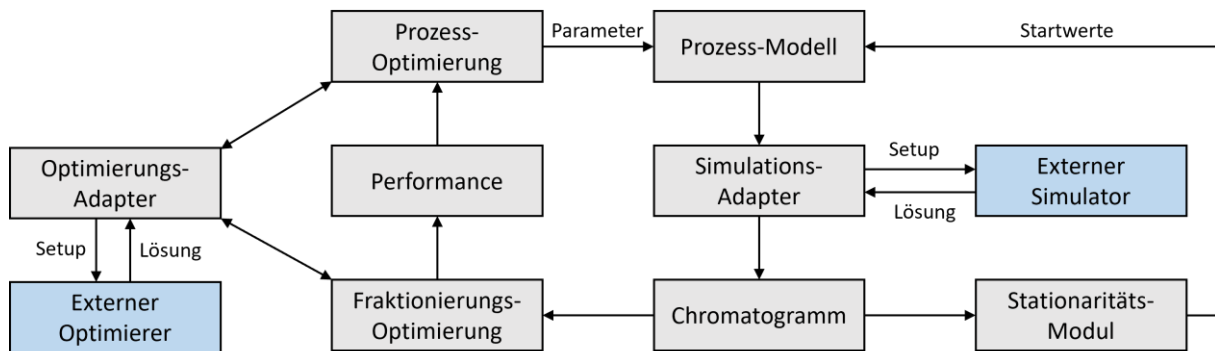 Prozess-
Optimierung
Parameter
Prozess-Modell
Startwerte
Optimierungs-
Adapter
Performance
Simulations-
Adapter
Setup
Lösung
Externer
Simulator
Setup
Lösung
Externer
Optimierer
Fraktionierungs-
Optimierung
Chromatogramm
Stationaritäts-
Modul